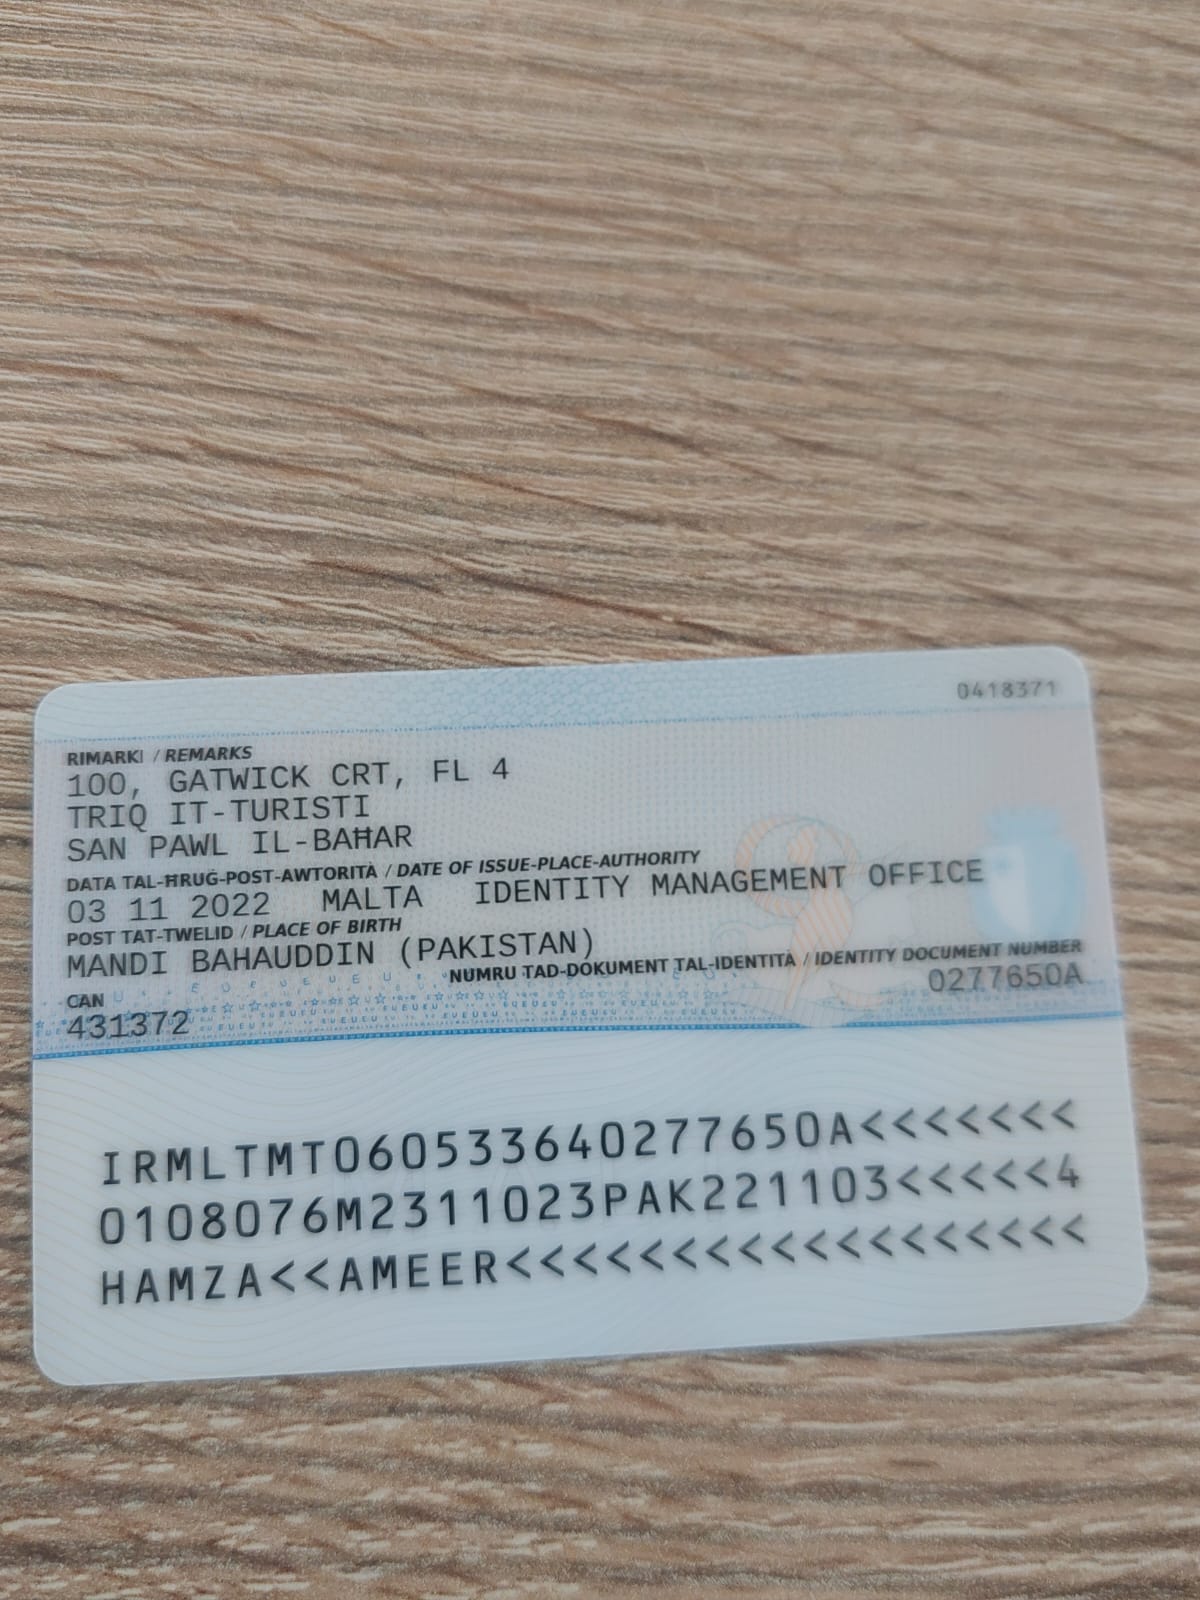 0418371
RIMARKI / REMARKS
100, GATWICK CRT, FL 4
TRIQ IT-TURISTI
SAN PAWL IL-BAĦAR
DATA TAL-ĦRUĠ-POST-AWTORITÀ / DATE OF ISSUE-PLACE-AUTHORITY
03 11 2022 MALTA IDENTITY MANAGEMENT OFFICE
POST TAT-TWELID / PLACE OF BIRTH
MANDI BAHAUDDIN (PAKISTAN)
NUMRU TAD-DOKUMENT TAL-IDENTITÀ / IDENTITY DOCUMENT NUMBER
0277650A
CAN
431372
IRMLTMT060533640277650A<<<<<<<
0108076M2311023PAK221103<<<<<4
HAMZA<<AMEER<<<<<<<<<<<<<<<<<<